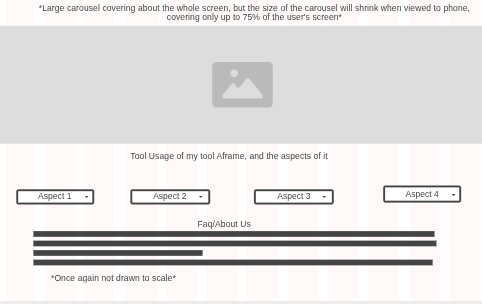 *Large carousel covering about the whole screen, but the size of the carousel will shrink when viewed to phone,
covering only up to 75% of the user's screen*
Tool Usage of my tool Aframe, and the aspects of it
Aspect 1
Aspect 2
Aspect 3
Aspect 4
Faq/About Us
*Once again not drawn to scale*